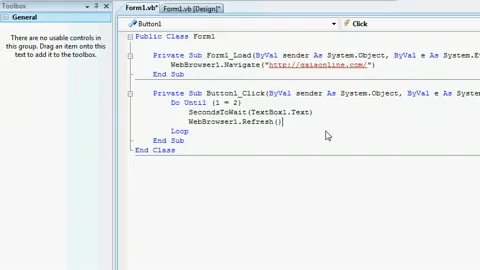 Toolbox
General
There are no usable controls in
this group. Drag an item onto this
text to add it to the toolbox.
Form1.vb*
Form1.vb [Design]*
Button1
Click
Public Class Form1
Private Sub Form1_Load(ByVal sender As System.Object, ByVal e As System.Ev
WebBrowser1.Navigate("http://gaiaonline.com/")
End Sub
Private Sub Button1_Click(ByVal sender As System.Object, ByVal e As System
Do Until (1 = 2)
SecondsToWait(TextBox1.Text)
WebBrowser1.Refresh()
Loop
End Sub
End Class